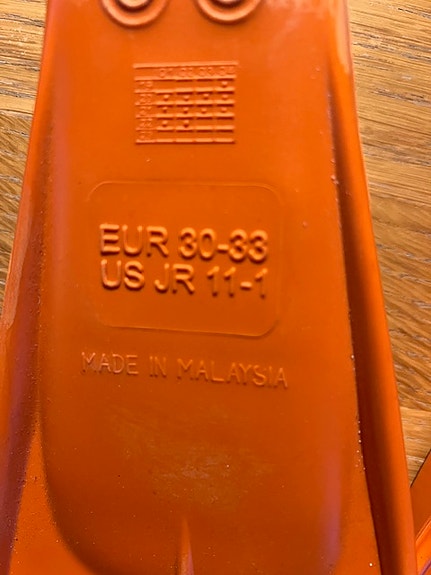 EUR 30-33
US JR 11-1
MADE IN MALAYSIA